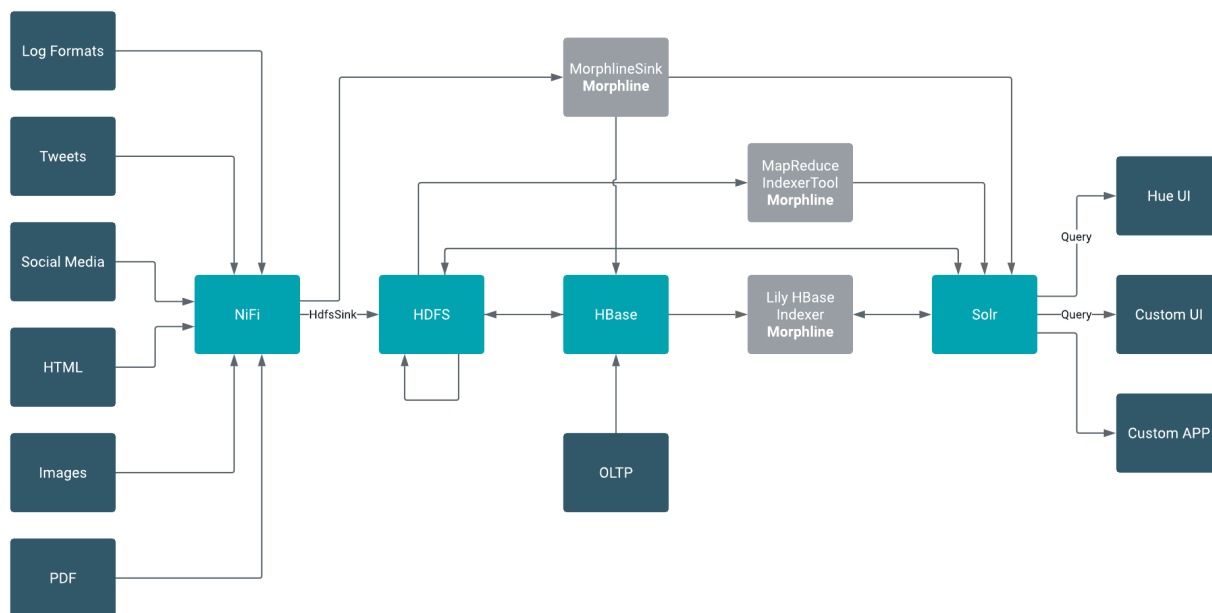 Log Formats
Tweets
Social Media
HTML
Images
PDF
NiFi
HdfsSink
HDFS
MorphlineSink
Morphline
HBase
OLTP
MapReduce
IndexerTool
Morphline
Lily HBase
Indexer
Morphline
Solr
Query
Query
Hue UI
Custom UI
Custom APP